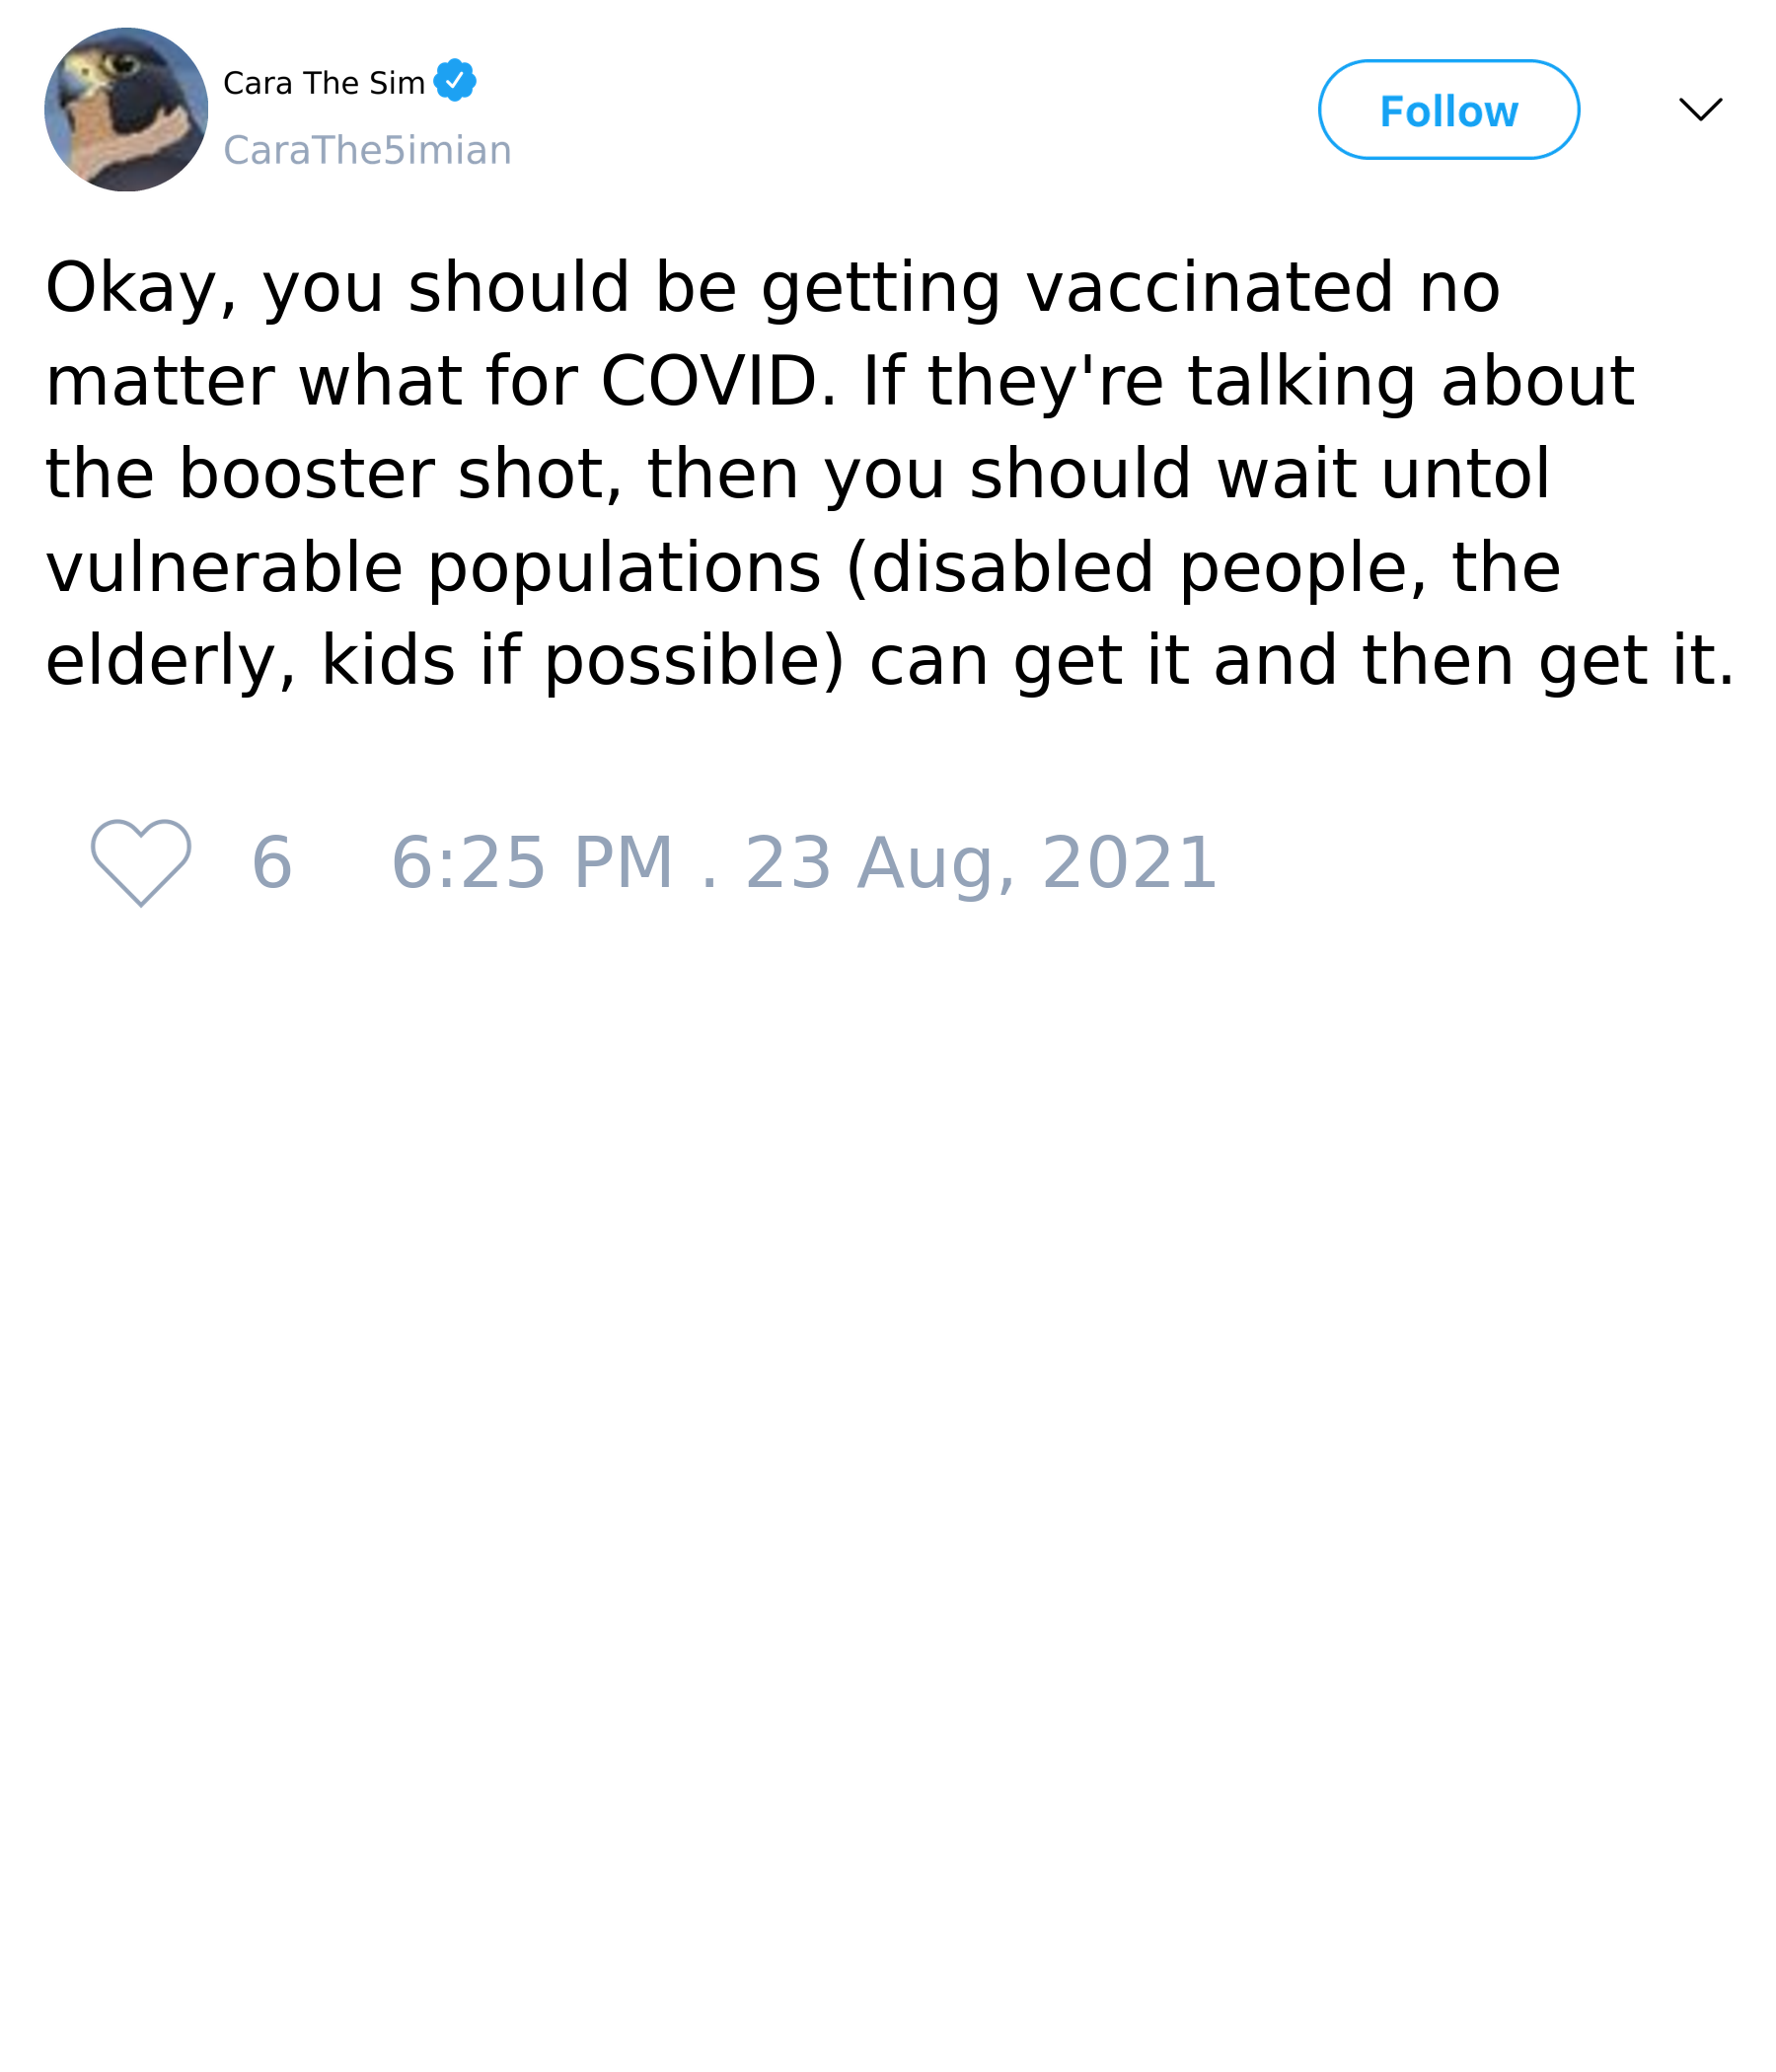 Cara The Sim
CaraThe5imian
Follow
Okay, you should be getting vaccinated no
matter what for COVID. If they're talking about
the booster shot, then you should wait untol
vulnerable populations (disabled people, the
elderly, kids if possible) can get it and then get it.
6 6:25 PM . 23 Aug, 2021